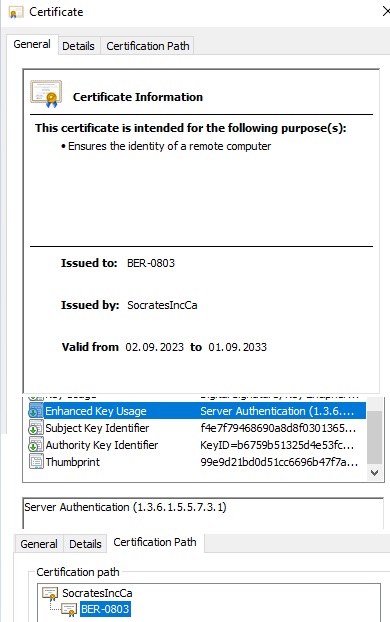 Certificate
General Details Certification Path
Certificate Information
This certificate is intended for the following purpose(s):
• Ensures the identity of a remote computer
Issued to: BER-0803
Issued by: SocratesIncCa
Valid from 02.09.2023 to 01.09.2033
Enhanced Key Usage Server Authentication (1.3.6....
Subject Key Identifier f4e7f79468690a8d8f0301365...
Authority Key Identifier KeyID=b6759b51325d4e53fc...
Thumbprint 99e9d21bd0d51cc6696b47f7a...
Server Authentication (1.3.6.1.5.5.7.3.1)
General Details Certification Path
Certification path
SocratesIncCa
BER-0803